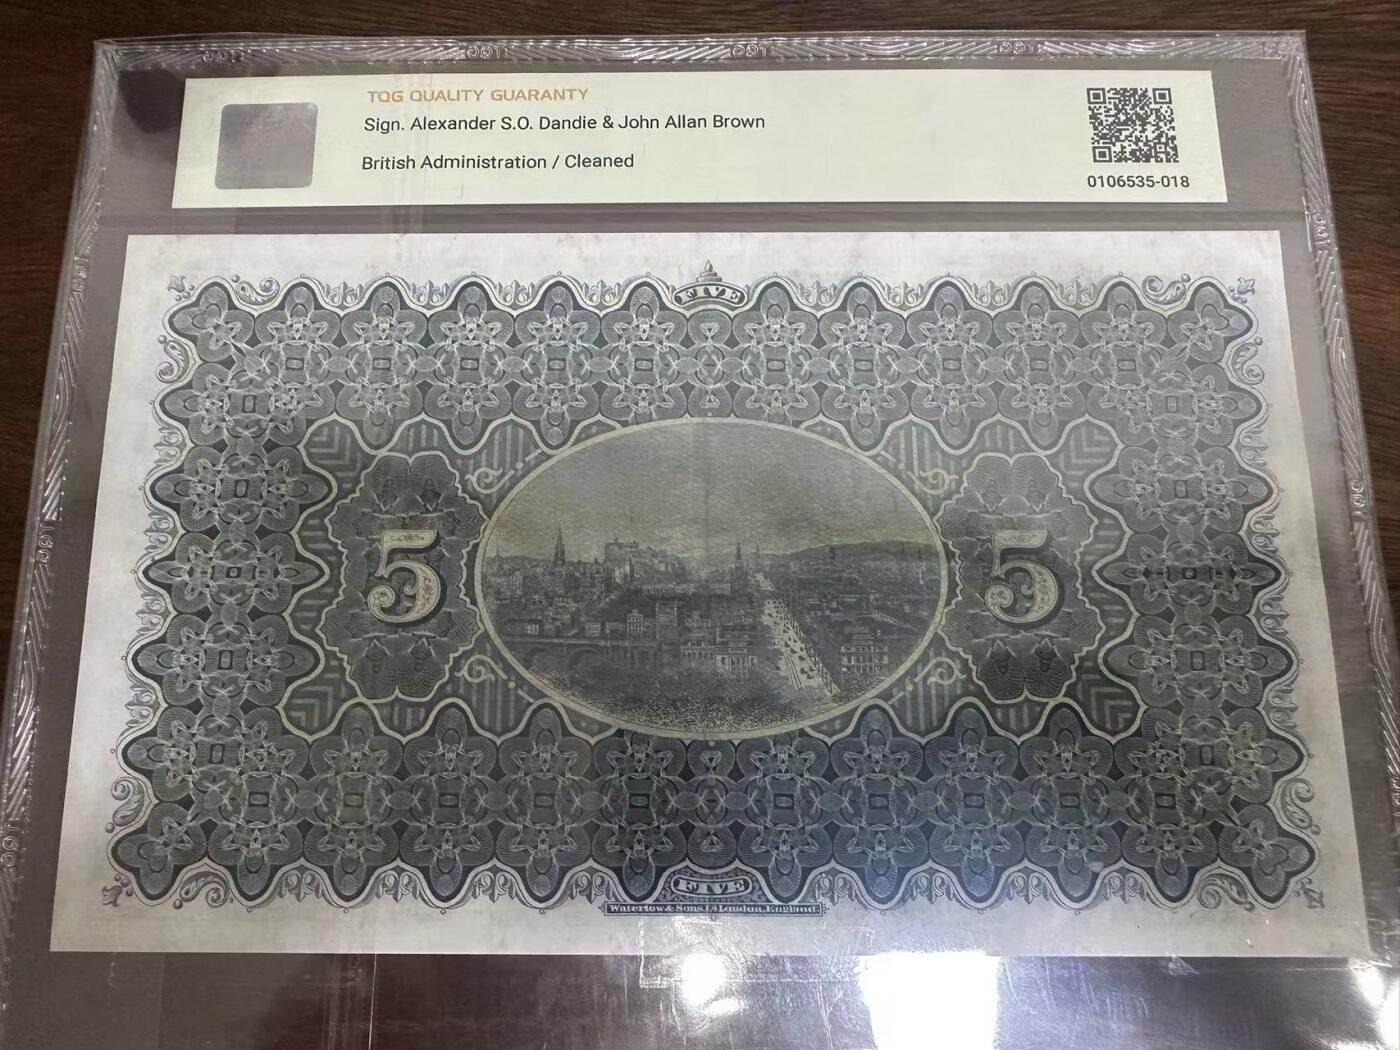 TQG QUALITY GUARANTY
Sign. Alexander S.O. Dandie & John Allan Brown
British Administration / Cleaned
0106535-018
FIVE
5 5
FIVE
Waterlow & Sons Ld London, England.